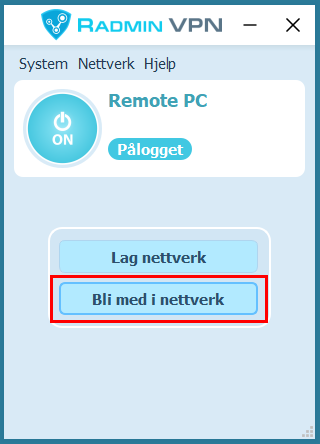 RADMIN VPN
System Nettverk Hjelp
Remote PC
ON
Pålogget
Lag nettverk
Bli med i nettverk